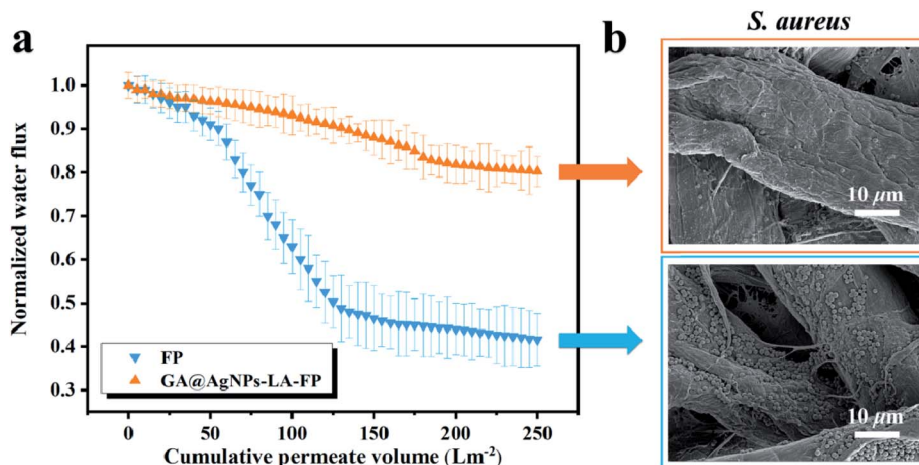 a
Normalized water flux
1.0
0.9
0.8
0.7
0.6
0.5
0.4
0.3
FP
GA@AgNPs-LA-FP
0
50
100
150
200
250
Cumulative permeate volume (Lm⁻²)
b
S. aureus
10 μm
10 μm